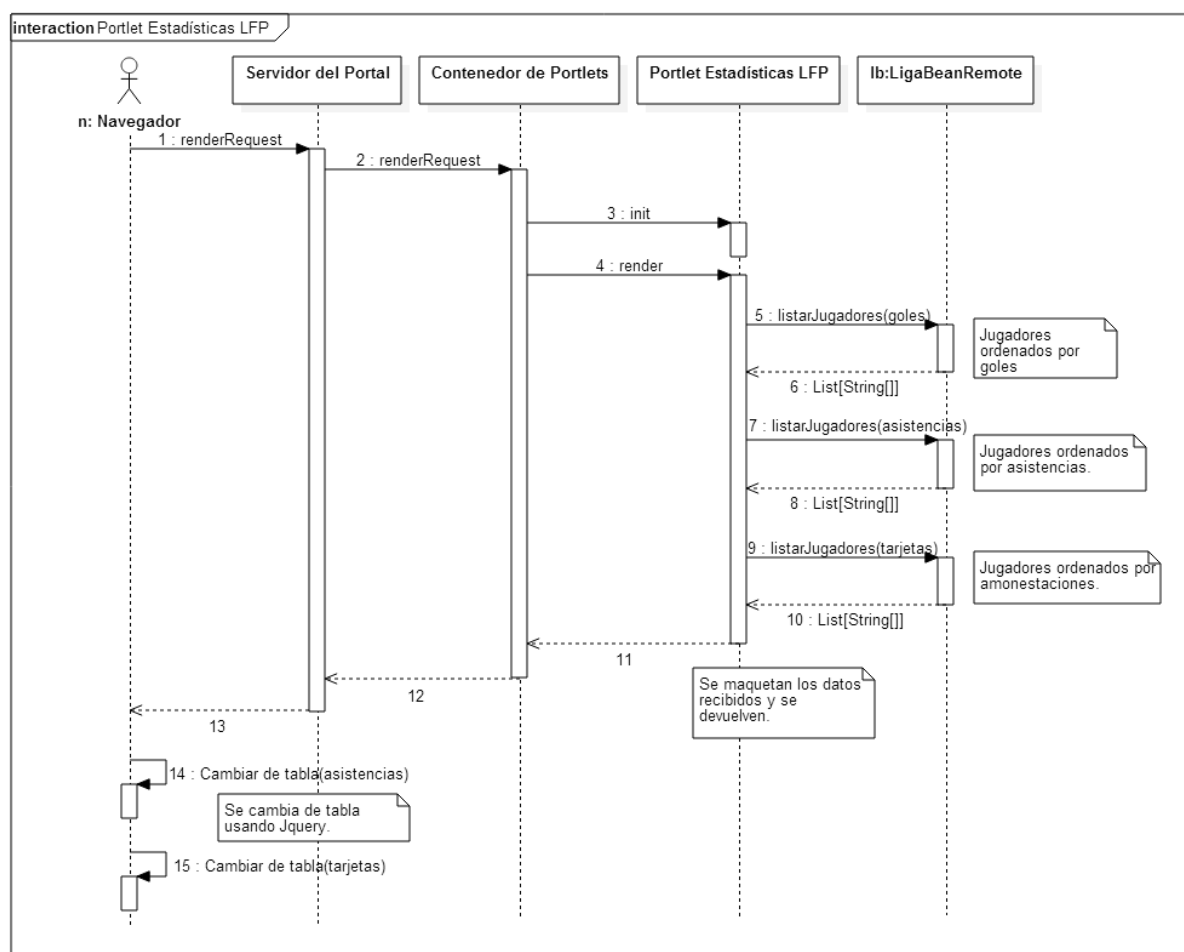 interaction Portlet Estadísticas LFP
Servidor del Portal
Contenedor de Portlets
Portlet Estadísticas LFP
lb:LigaBeanRemote
n: Navegador
1 : renderRequest
2 : renderRequest
3 : init
4 : render
5 : listarJugadores(goles)
Jugadores
ordenados por
goles
6 : List[String[]]
7 : listarJugadores(asistencias)
Jugadores ordenados
por asistencias.
8 : List[String[]]
9 : listarJugadores(tarjetas)
Jugadores ordenados por
amonestaciones.
10 : List[String[]]
11
12
Se maquetan los datos
recibidos y se
devuelven.
13
14 : Cambiar de tabla(asistencias)
Se cambia de tabla
usando Jquery.
15 : Cambiar de tabla(tarjetas)